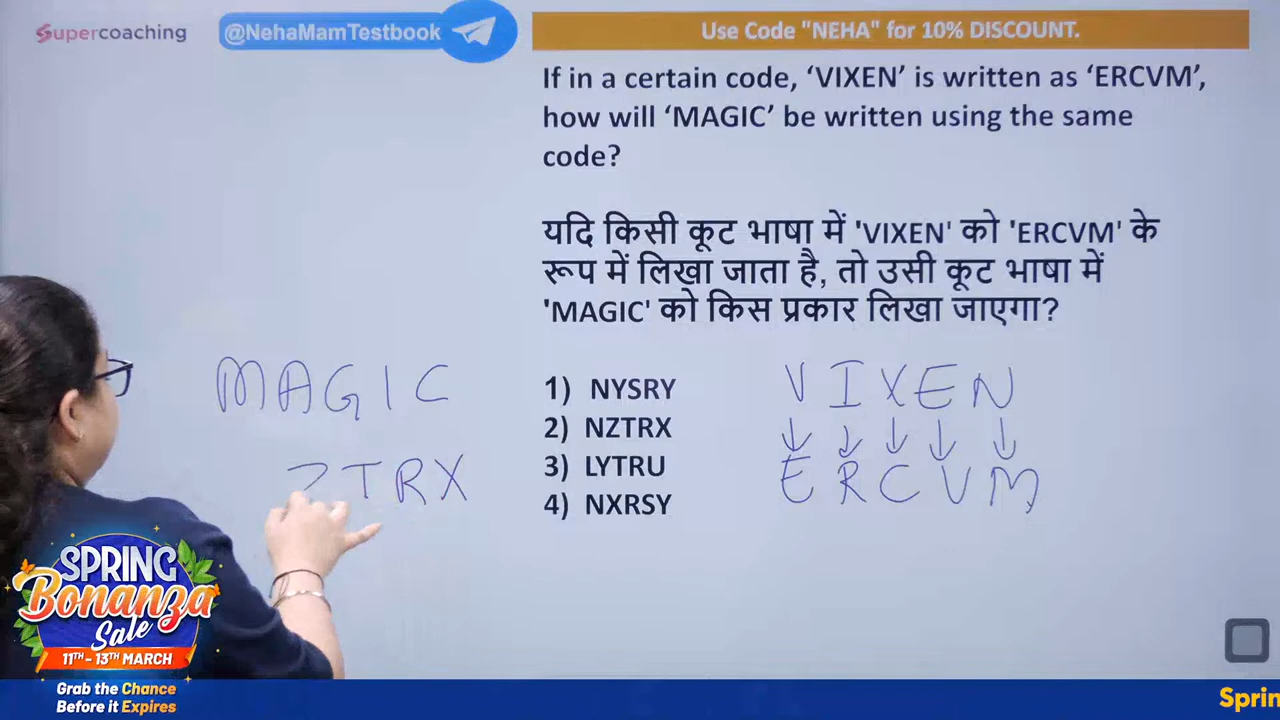 Supercoaching
@NehaMamTestbook
Use Code "NEHA" for 10% DISCOUNT.
If in a certain code, ‘VIXEN’ is written as ‘ERCVM’,
how will ‘MAGIC’ be written using the same
code?
यदि किसी कूट भाषा में 'VIXEN' को 'ERCVM' के
रूप में लिखा जाता है, तो उसी कूट भाषा में
'MAGIC' को किस प्रकार लिखा जाएगा?
1) NYSRY
2) NZTRX
3) LYTRU
4) NXRSY
MAGIC
ZTRX
VIXEN
ERCVM
SPRING
Bonanza
Sale
11TH - 13TH MARCH
Grab the Chance
Before it Expires
Sprin